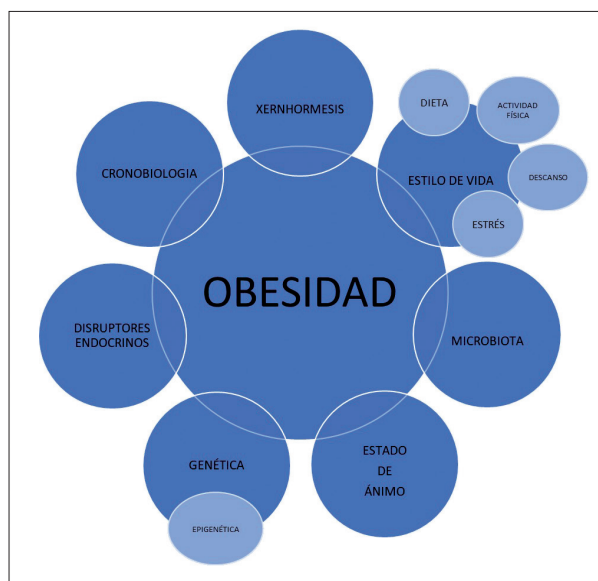 XERNHORMESIS
DIETA
ACTIVIDAD
FÍSICA
DESCANSO
ESTRÉS
ESTILO DE VIDA
CRONOBIOLOGIA
OBESIDAD
DISRUPTORES
ENDOCRINOS
MICROBIOTA
GENÉTICA
EPIGENÉTICA
ESTADO
DE
ÁNIMO